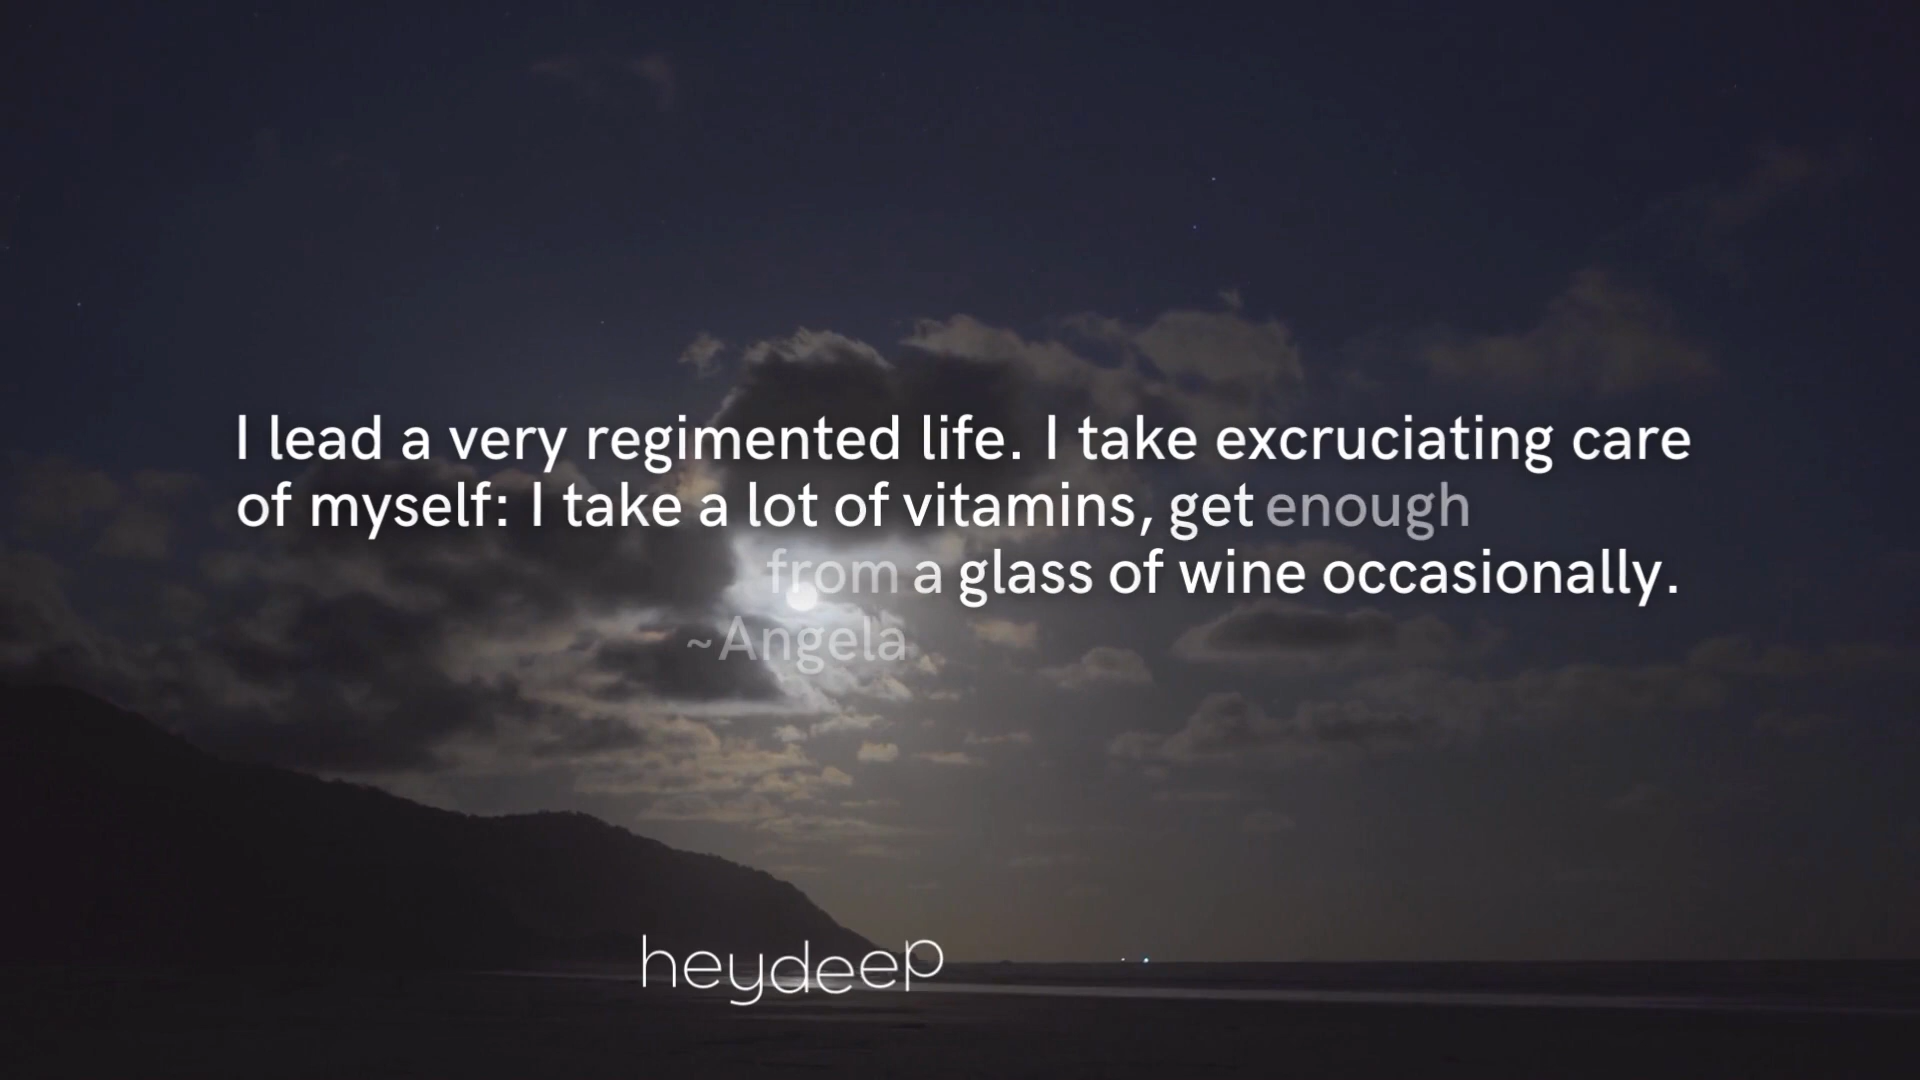 I lead a very regimented life. I take excruciating care
of myself: I take a lot of vitamins, get enough
from a glass of wine occasionally.
~Angela
heydeep